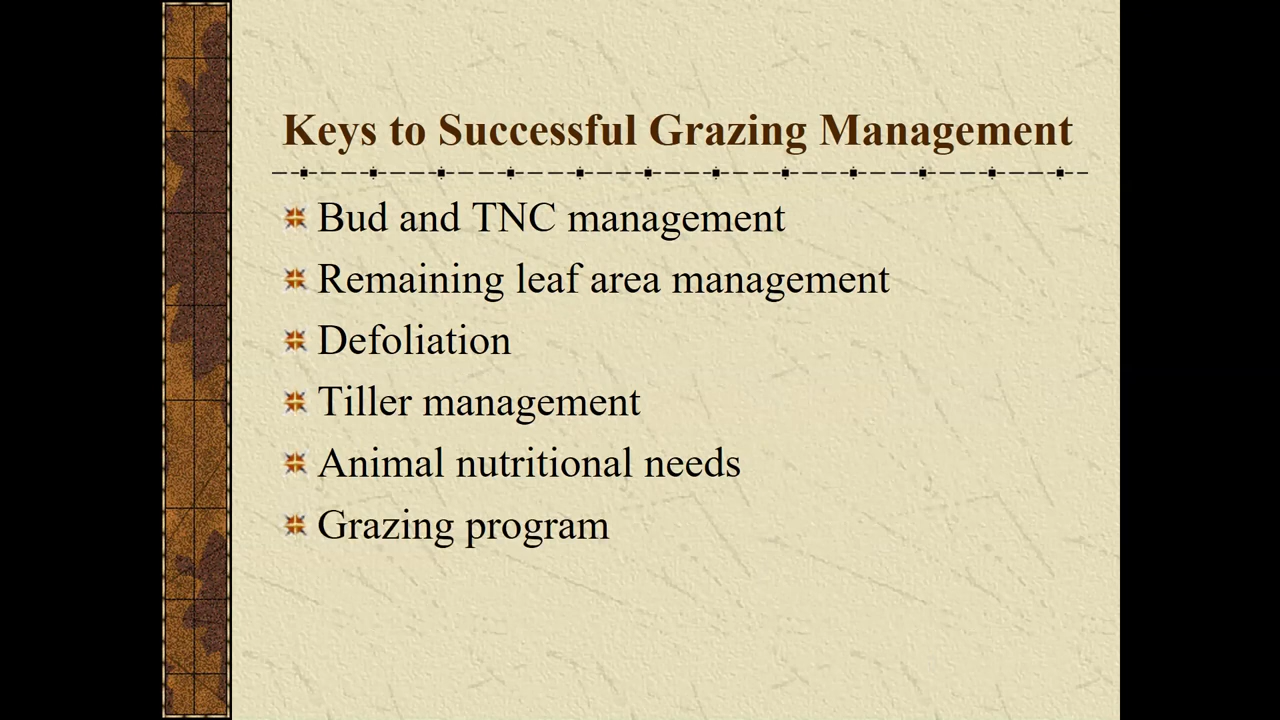 Keys to Successful Grazing Management
Bud and TNC management
Remaining leaf area management
Defoliation
Tiller management
Animal nutritional needs
Grazing program